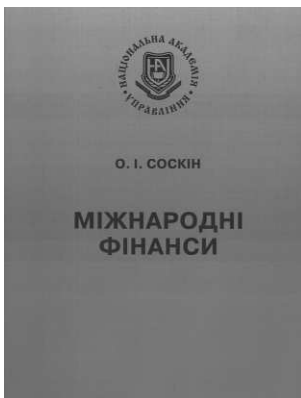 НАЦІОНАЛЬНА АКАДЕМІЯ
УПРАВЛІННЯ
О. І. СОСКІН
МІЖНАРОДНІ
ФІНАНСИ